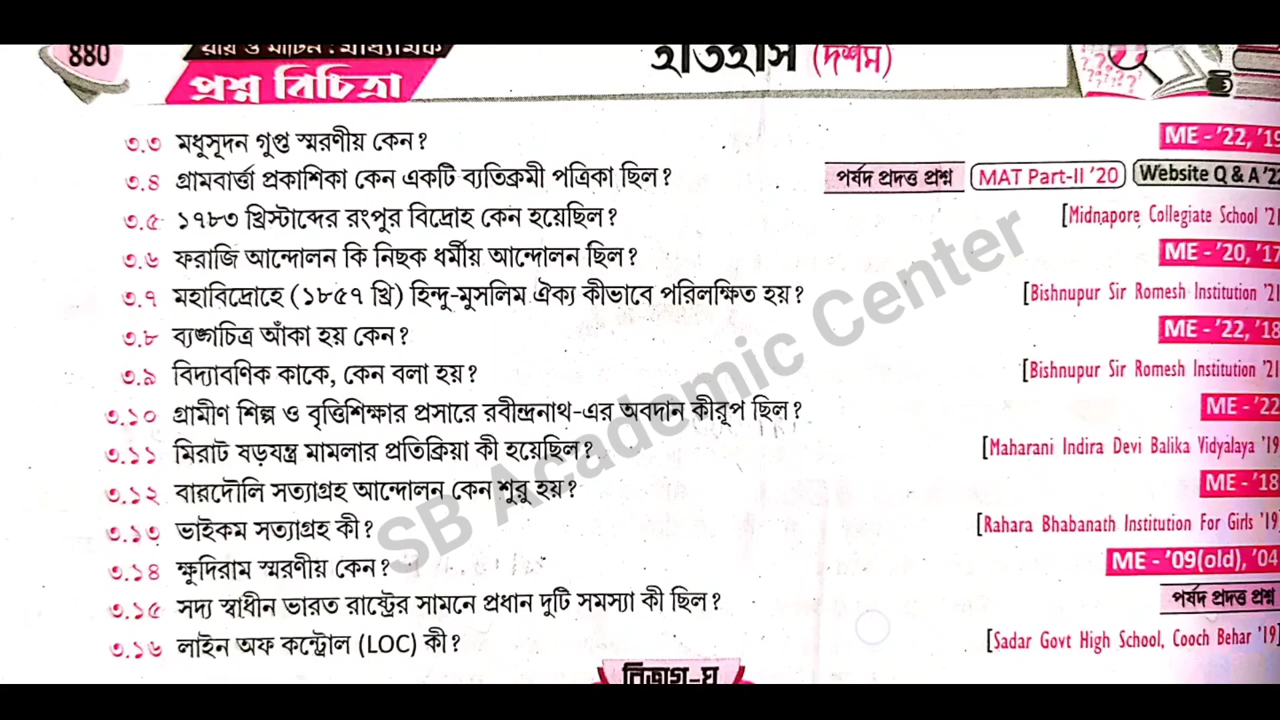 880 রায় ও মার্টিন : মাধ্যমিক ইতিহাস (দশম)
প্রশ্ন বিচিত্রা
৩.৩ মধুসূদন গুপ্ত স্মরণীয় কেন? ME - '22, '19
৩.৪ গ্রামবার্ত্তা প্রকাশিকা কেন একটি ব্যতিক্রমী পত্রিকা ছিল? পর্ষদ প্রদত্ত প্রশ্ন MAT Part-II '20 Website Q & A '22
৩.৫ ১৭৮৩ খ্রিস্টাব্দের রংপুর বিদ্রোহ কেন হয়েছিল? [Midnapore Collegiate School '21
৩.৬ ফরাজি আন্দোলন কি নিছক ধর্মীয় আন্দোলন ছিল? ME - '20, '17
৩.৭ মহাবিদ্রোহে (১৮৫৭ খ্রি) হিন্দু-মুসলিম ঐক্য কীভাবে পরিলক্ষিত হয়? [Bishnupur Sir Romesh Institution '21
৩.৮ ব্যঙ্গচিত্র আঁকা হয় কেন? ME - '22, '18
৩.৯ বিদ্যাবণিক কাকে, কেন বলা হয়? [Bishnupur Sir Romesh Institution '21
৩.১০ গ্রামীণ শিল্প ও বৃত্তিশিক্ষার প্রসারে রবীন্দ্রনাথ-এর অবদান কীরূপ ছিল? ME - '22
৩.১১ মিরাট ষড়যন্ত্র মামলার প্রতিক্রিয়া কী হয়েছিল? [Maharani Indira Devi Balika Vidyalaya '19
৩.১২ বারদৌলি সত্যাগ্রহ আন্দোলন কেন শুরু হয়? ME - '18
৩.১৩ ভাইকম সত্যাগ্রহ কী? [Rahara Bhabanath Institution For Girls '19]
৩.১৪ ক্ষুদিরাম স্মরণীয় কেন? ME - '09(old), '04
৩.১৫ সদ্য স্বাধীন ভারত রাষ্ট্রের সামনে প্রধান দুটি সমস্যা কী ছিল? পর্ষদ প্রদত্ত প্রশ্ন
৩.১৬ লাইন অফ কন্ট্রোল (LOC) কী? [Sadar Govt High School, Cooch Behar '19]
বিভাগ-ঘ
SB Academic Center